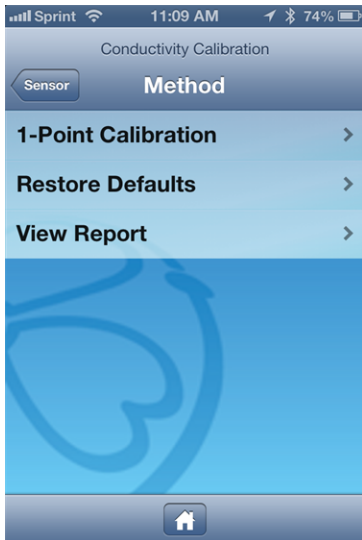 Sprint 11:09 AM 74%
Conductivity Calibration
Sensor Method
1-Point Calibration
Restore Defaults
View Report